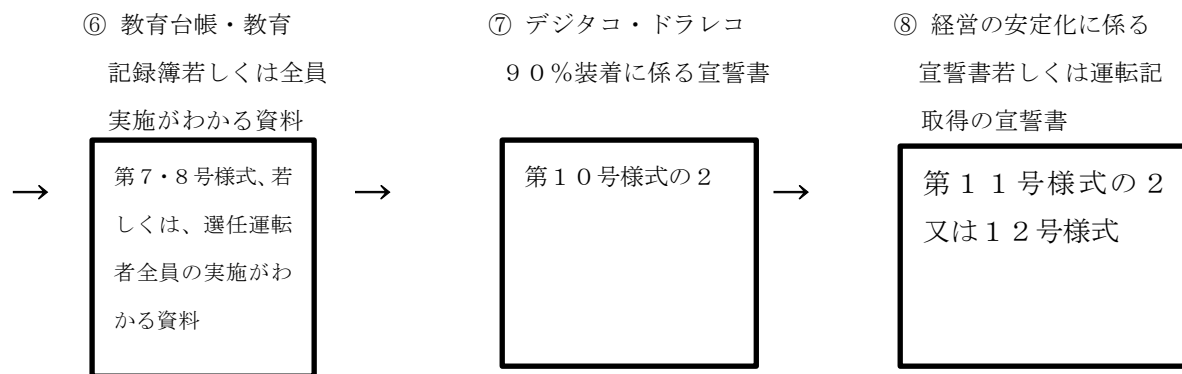 ⑥ 教育台帳・教育
記録簿若しくは全員
実施がわかる資料
→
第７・８号様式、若
しくは、選任運転
者全員の実施がわ
かる資料
→
⑦ デジタコ・ドラレコ
９０％装着に係る宣誓書
第１０号様式の２
→
⑧ 経営の安定化に係る
宣誓書若しくは運転記
取得の宣誓書
第１１号様式の２
又は１２号様式